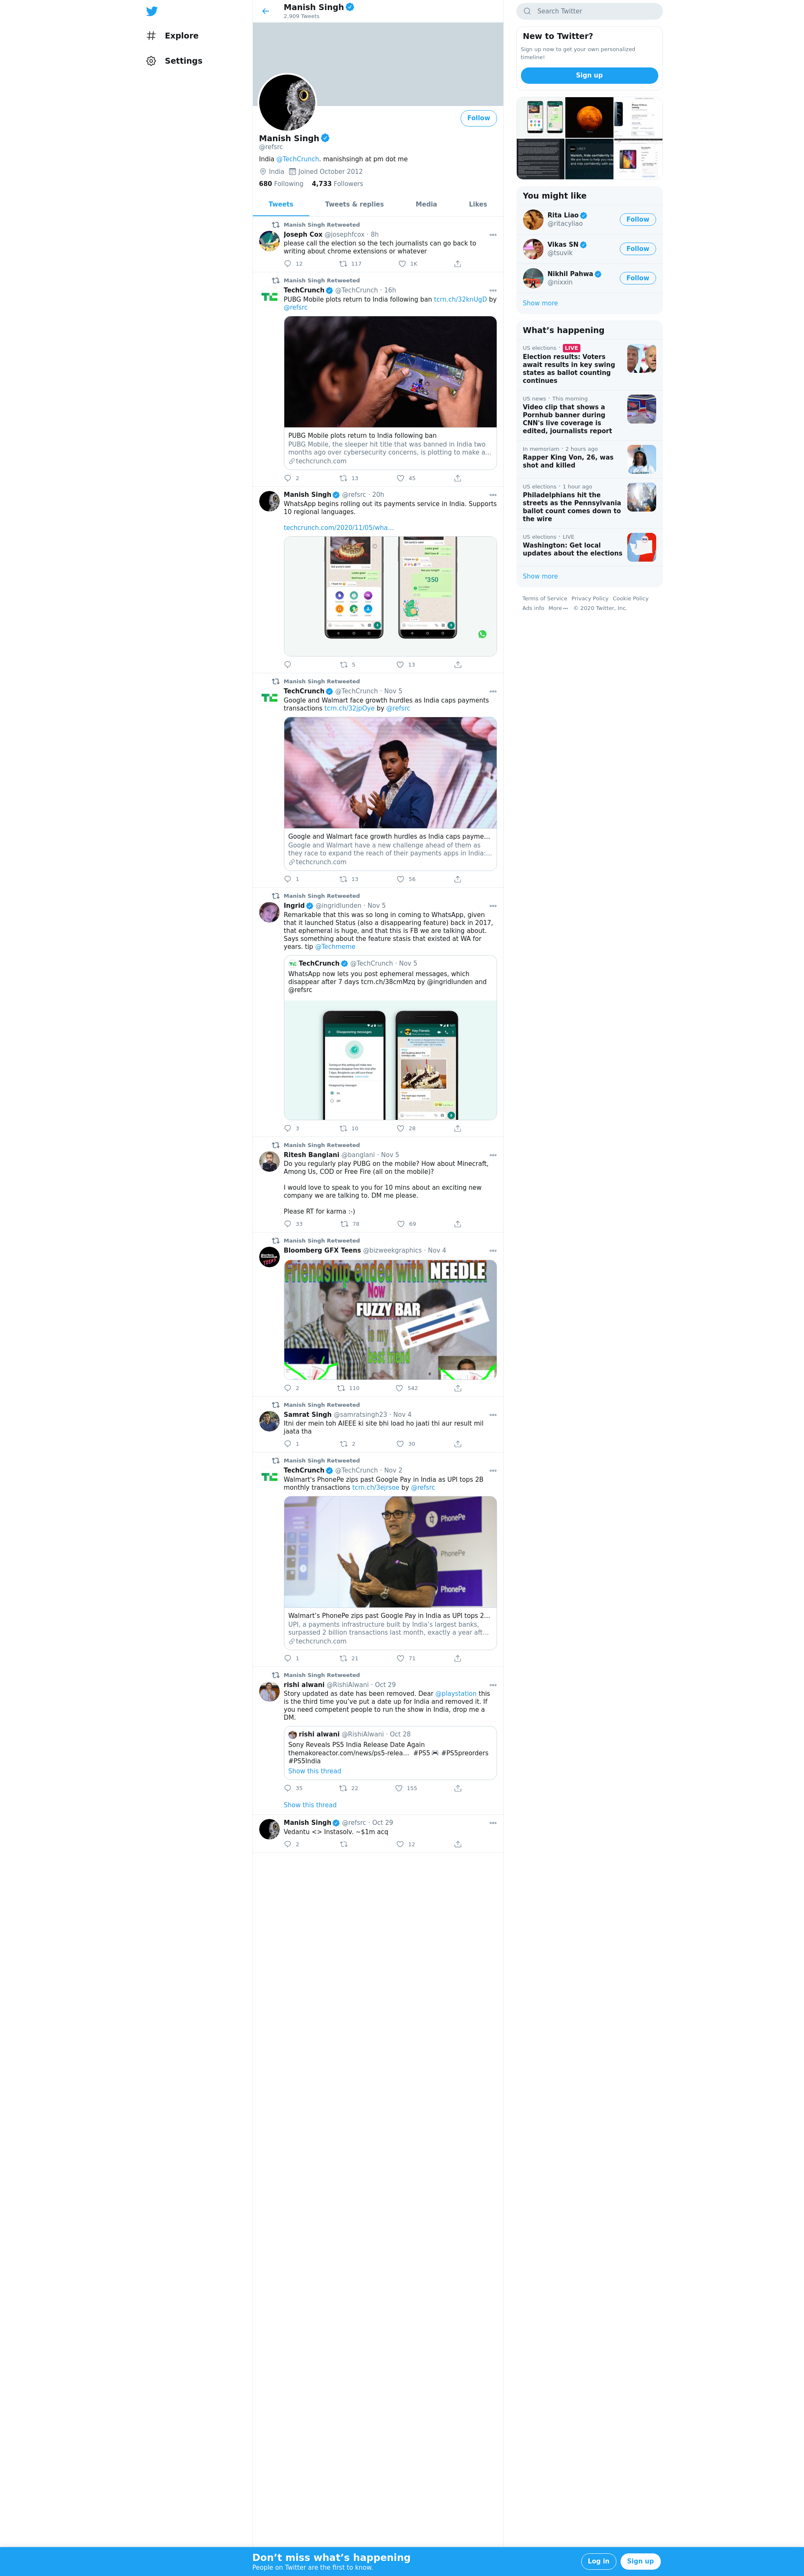 Explore
Settings
Manish Singh
2,909 Tweets
Follow
Manish Singh
@refsrc
India @TechCrunch. manishsingh at pm dot me
India Joined October 2012
680 Following 4,733 Followers
Tweets Tweets & replies Media Likes
Manish Singh Retweeted
Joseph Cox @josephfcox · 8h
please call the election so the tech journalists can go back to
writing about chrome extensions or whatever
12 117 1K
Manish Singh Retweeted
TechCrunch @TechCrunch · 16h
PUBG Mobile plots return to India following ban tcrn.ch/32knUgD by
@refsrc
PUBG Mobile plots return to India following ban
PUBG Mobile, the sleeper hit title that was banned in India two
months ago over cybersecurity concerns, is plotting to make a...
techcrunch.com
2 13 45
Manish Singh @refsrc · 20h
WhatsApp begins rolling out its payments service in India. Supports
10 regional languages.
techcrunch.com/2020/11/05/wha...
₹350
5 13
Manish Singh Retweeted
TechCrunch @TechCrunch · Nov 5
Google and Walmart face growth hurdles as India caps payments
transactions tcrn.ch/32jpOye by @refsrc
Google and Walmart face growth hurdles as India caps payme...
Google and Walmart have a new challenge ahead of them as
they race to expand the reach of their payments apps in India:...
techcrunch.com
1 13 56
Manish Singh Retweeted
Ingrid @ingridlunden · Nov 5
Remarkable that this was so long in coming to WhatsApp, given
that it launched Status (also a disappearing feature) back in 2017,
that ephemeral is huge, and that this is FB we are talking about.
Says something about the feature stasis that existed at WA for
years. tip @Techmeme
TechCrunch @TechCrunch · Nov 5
WhatsApp now lets you post ephemeral messages, which
disappear after 7 days tcrn.ch/38cmMzq by @ingridlunden and
@refsrc
Disappearing messages
3 10 28
Manish Singh Retweeted
Ritesh Banglani @banglani · Nov 5
Do you regularly play PUBG on the mobile? How about Minecraft,
Among Us, COD or Free Fire (all on the mobile)?
I would love to speak to you for 10 mins about an exciting new
company we are talking to. DM me please.
Please RT for karma :-)
33 78 69
Manish Singh Retweeted
Bloomberg GFX Teens @bizweekgraphics · Nov 4
Friendship ended with NEEDLE
Now
FUZZY BAR
is my
best friend
2 110 542
Manish Singh Retweeted
Samrat Singh @samratsingh23 · Nov 4
Itni der mein toh AIEEE ki site bhi load ho jaati thi aur result mil
jaata tha
1 2 30
Manish Singh Retweeted
TechCrunch @TechCrunch · Nov 2
Walmart's PhonePe zips past Google Pay in India as UPI tops 2B
monthly transactions tcrn.ch/3ejrsoe by @refsrc
PhonePe
PhonePe
Walmart's PhonePe zips past Google Pay in India as UPI tops 2...
UPI, a payments infrastructure built by India's largest banks,
surpassed 2 billion transactions last month, exactly a year aft...
techcrunch.com
1 21 71
Manish Singh Retweeted
rishi alwani @RishiAlwani · Oct 29
Story updated as date has been removed. Dear @playstation this
is the third time you've put a date up for India and removed it. If
you need competent people to run the show in India, drop me a
DM.
rishi alwani @RishiAlwani · Oct 28
Sony Reveals PS5 India Release Date Again
themakoreactor.com/news/ps5-relea... #PS5 #PS5preorders
#PS5India
Show this thread
35 22 155
Show this thread
Manish Singh @refsrc · Oct 29
Vedantu <> Instasolv. ~$1m acq
2 12
Search Twitter
New to Twitter?
Sign up now to get your own personalized
timeline!
Sign up
You might like
Rita Liao
@ritacyliao
Follow
Vikas SN
@tsuvik
Follow
Nikhil Pahwa
@nixxin
Follow
Show more
What's happening
US elections · LIVE
Election results: Voters
await results in key swing
states as ballot counting
continues
US news · This morning
Video clip that shows a
Pornhub banner during
CNN's live coverage is
edited, journalists report
In memoriam · 2 hours ago
Rapper King Von, 26, was
shot and killed
US elections · 1 hour ago
Philadelphians hit the
streets as the Pennsylvania
ballot count comes down to
the wire
US elections · LIVE
Washington: Get local
updates about the elections
Show more
Terms of Service Privacy Policy Cookie Policy
Ads info More © 2020 Twitter, Inc.
Don't miss what's happening
People on Twitter are the first to know.
Log in
Sign up